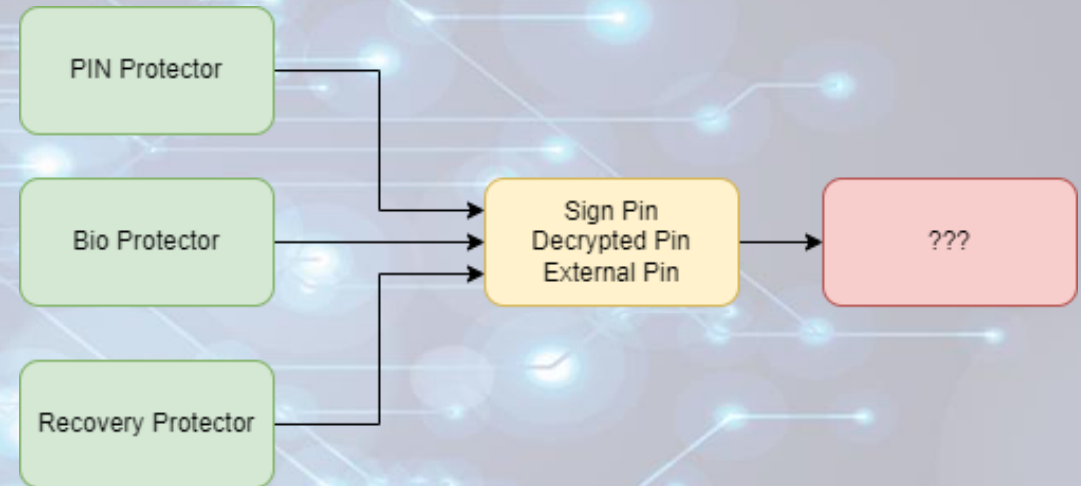 PIN Protector
Bio Protector
Recovery Protector
Sign Pin
Decrypted Pin
External Pin
???